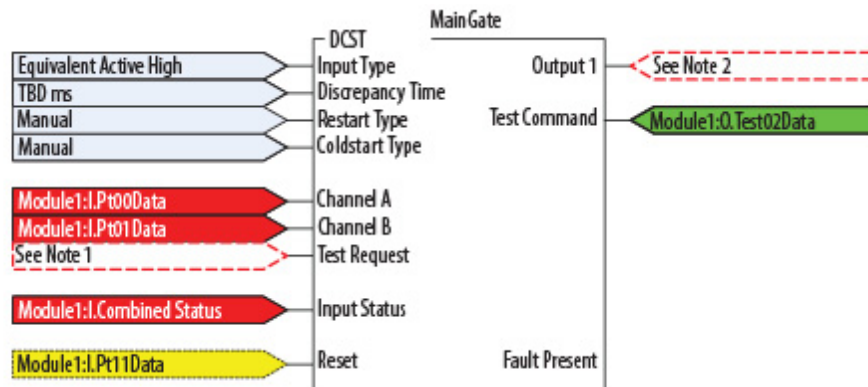 MainGate
DCST
Equivalent Active High Input Type Output 1 See Note 2
TBD ms Discrepancy Time
Manual Restart Type Test Command Module1:O.Test02Data
Manual Coldstart Type
Module1:I.Pt00Data Channel A
Module1:I.Pt01Data Channel B
See Note 1 Test Request
Module1:I.Combined Status Input Status
Module1:I.Pt11Data Reset Fault Present